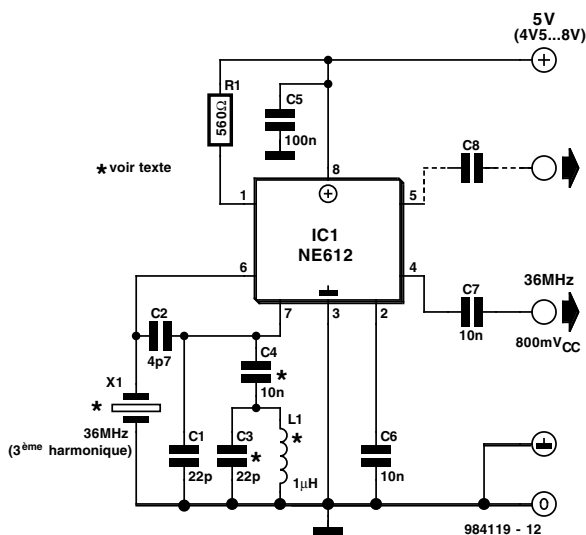 5V
(4V5...8V)
R1
560Ω
C5
100n
* voir texte
8
C8
1
5
IC1
NE612
6
4
36MHz
C7
10n
7
3
2
800mVCC
C2
4p7
C4
*
10n
X1
*
36MHz
(3ème harmonique)
C1
22p
C3
*
22p
L1
*
1μH
C6
10n
0
984119 - 12